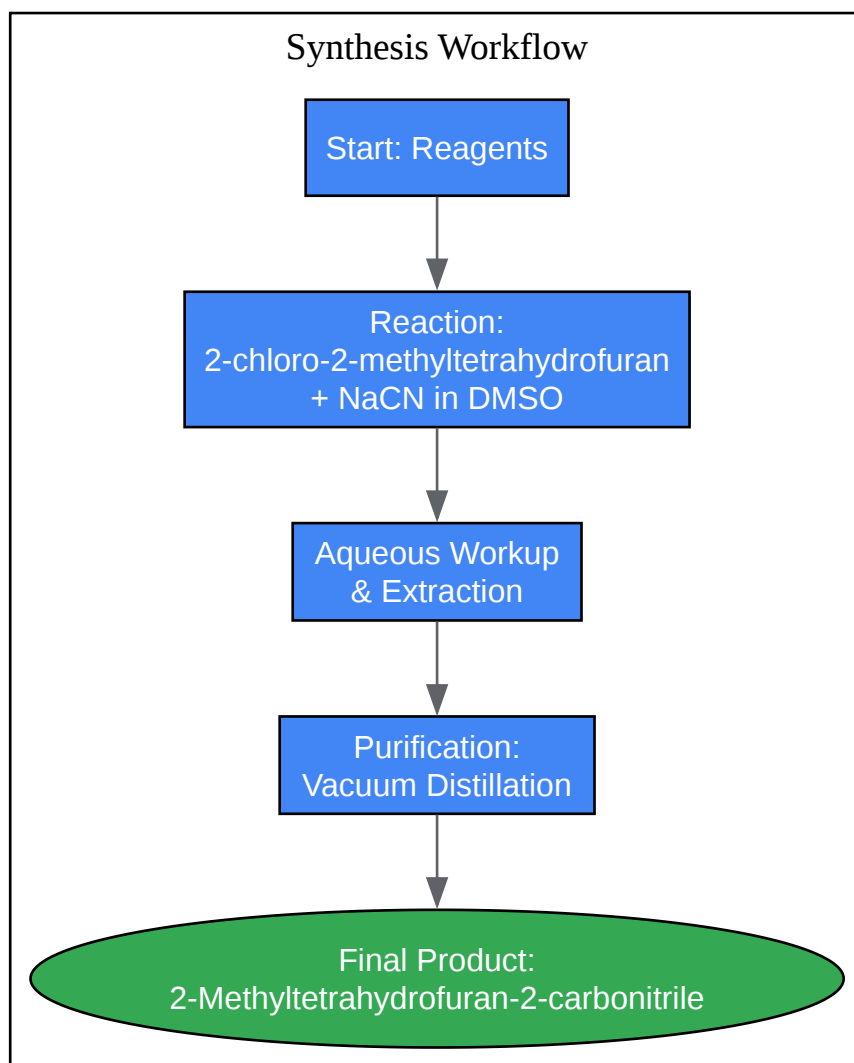 Synthesis Workflow
Start: Reagents
Reaction:
2-chloro-2-methyltetrahydrofuran
+ NaCN in DMSO
Aqueous Workup
& Extraction
Purification:
Vacuum Distillation
Final Product:
2-Methyltetrahydrofuran-2-carbonitrile